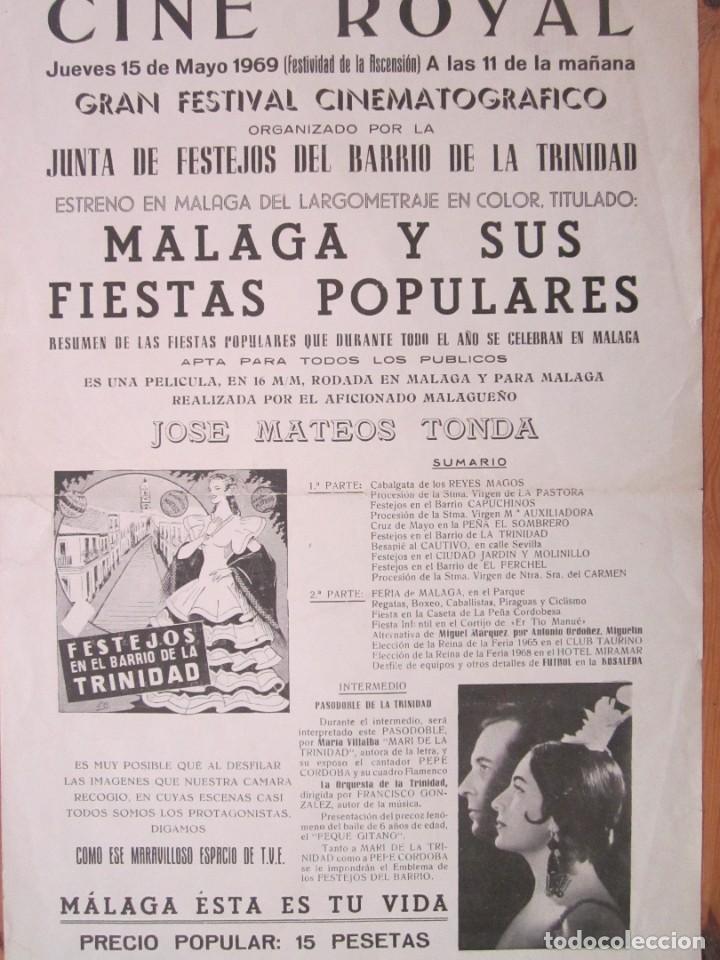 CINE ROYAL
Jueves 15 de Mayo 1969 (Festividad de la Ascensión) A las 11 de la mañana
GRAN FESTIVAL CINEMATOGRAFICO
ORGANIZADO POR LA
JUNTA DE FESTEJOS DEL BARRIO DE LA TRINIDAD
ESTRENO EN MALAGA DEL LARGOMETRAJE EN COLOR, TITULADO:
MALAGA Y SUS
FIESTAS POPULARES
RESUMEN DE LAS FIESTAS POPULARES QUE DURANTE TODO EL AÑO SE CELEBRAN EN MALAGA
APTA PARA TODOS LOS PUBLICOS
ES UNA PELICULA, EN 16 M/M, RODADA EN MALAGA Y PARA MALAGA
REALIZADA POR EL AFICIONADO MALAGUEÑO
JOSE MATEOS TONDA
SUMARIO
1.ª PARTE: Cabalgata de los REYES MAGOS
Procesión de la Stma. Virgen de LA PASTORA
Festejos en el Barrio CAPUCHINOS
Procesión de la Stma. Virgen Mª AUXILIADORA
Cruz de Mayo en la PEÑA EL SOMBRERO
Festejos en el Barrio de LA TRINIDAD
Besapié al CAUTIVO, en calle Sevilla
Festejos en el CIUDAD JARDIN Y MOLINILLO
Festejos en el Barrio de EL PERCHEL
Procesión de la Stma. Virgen de Ntra. Sra. del CARMEN
2.ª PARTE: FERIA de MALAGA, en el Parque
Regatas, Boxeo, Caballistas, Piraguas y Ciclismo
Fiesta en la Caseta de La Peña Cordobesa
Fiesta Infantil en el Cortijo de «Er Tío Manué»
Alternativa de Miguel Márquez por Antonio Ordoñez, Miguelin
Elección de la Reina de la Feria 1965 en el CLUB TAURINO
Elección de la Reina de la Feria 1968 en el HOTEL MIRAMAR
Desfile de equipos y otros detalles de FUTBOL en la ROSALEDA
FESTEJOS
EN EL BARRIO DE LA
TRINIDAD
INTERMEDIO
PASODOBLE DE LA TRINIDAD
Durante el intermedio, será
interpretado este PASODOBLE,
por María Villalba "MARI DE LA
TRINIDAD", autora de la letra, y
su exposo el cantador PEPE
CORDOBA y su cuadro Flamenco
La Orquesta de la Trinidad,
dirigida por FRANCISCO GON-
ZALEZ, autor de la música.
Presentación del precoz fenó-
meno del baile de 6 años de edad,
el "PEQUE GITANO".
Tanto a MARI DE LA TRI-
NIDAD como a PEPE CORDOBA
se le impondrán el Emblema de
los FESTEJOS DEL BARRIO.
ES MUY POSIBLE QUE AL DESFILAR
LAS IMAGENES QUE NUESTRA CAMARA
RECOGIO, EN CUYAS ESCENAS CASI
TODOS SOMOS LOS PROTAGONISTAS,
DIGAMOS
COMO ESE MARAVILLOSO ESPACIO DE T.V.E.
MÁLAGA ÉSTA ES TU VIDA
PRECIO POPULAR: 15 PESETAS
todocoleccion